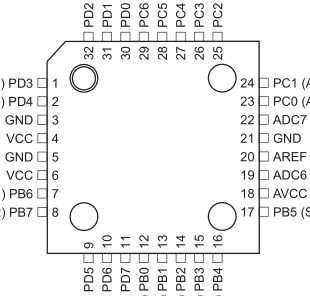 PD2 PD1 PD0 PC6 PC5 PC4 PC3 PC2
32 31 30 29 28 27 26 25
) PD3 1 24 PC1 (A
) PD4 2 23 PC0 (A
GND 3 22 ADC7
VCC 4 21 GND
GND 5 20 AREF
VCC 6 19 ADC6
) PB6 7 18 AVCC
) PB7 8 17 PB5 (S
9 10 11 12 13 14 15 16
PD5 PD6 PD7 PB0 PB1 PB2 PB3 PB4